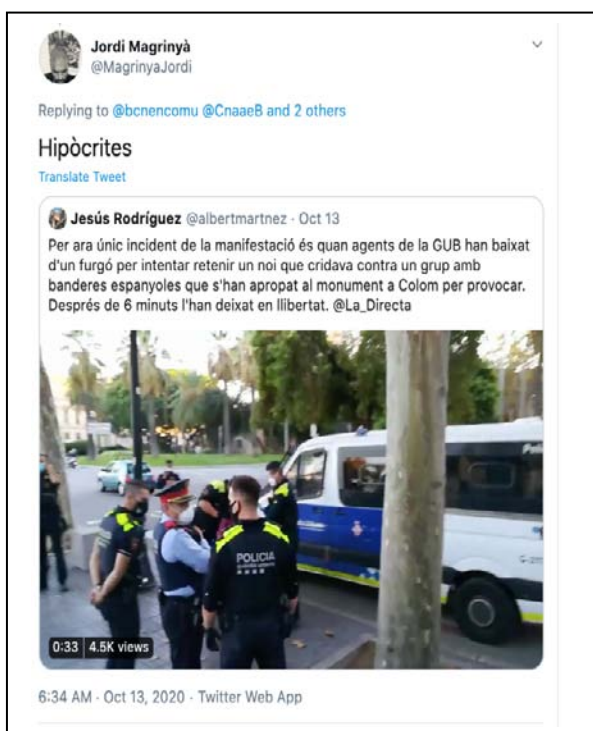 Jordi Magrinyà
@MagrinyaJordi
Replying to @bcnencomu @CnaaeB and 2 others
Hipòcrites
Translate Tweet
Jesús Rodríguez @albertmartnez · Oct 13
Per ara únic incident de la manifestació és quan agents de la GUB han baixat
d'un furgó per intentar retenir un noi que cridava contra un grup amb
banderes espanyoles que s'han apropat al monument a Colom per provocar.
Després de 6 minuts l'han deixat en llibertat. @La_Directa
POLICIA
0:33 4.5K views
6:34 AM · Oct 13, 2020 · Twitter Web App